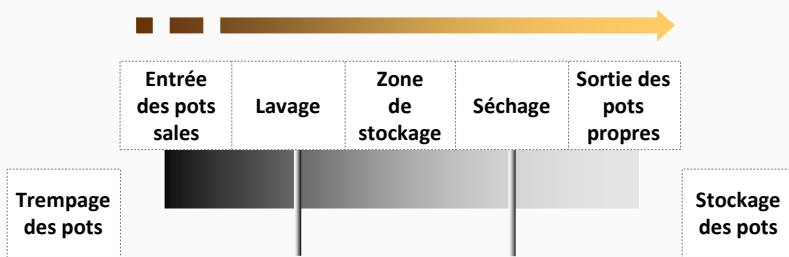 Entrée
des pots
sales
Lavage
Zone
de
stockage
Séchage
Sortie des
pots
propres
Trempage
des pots
Stockage
des pots